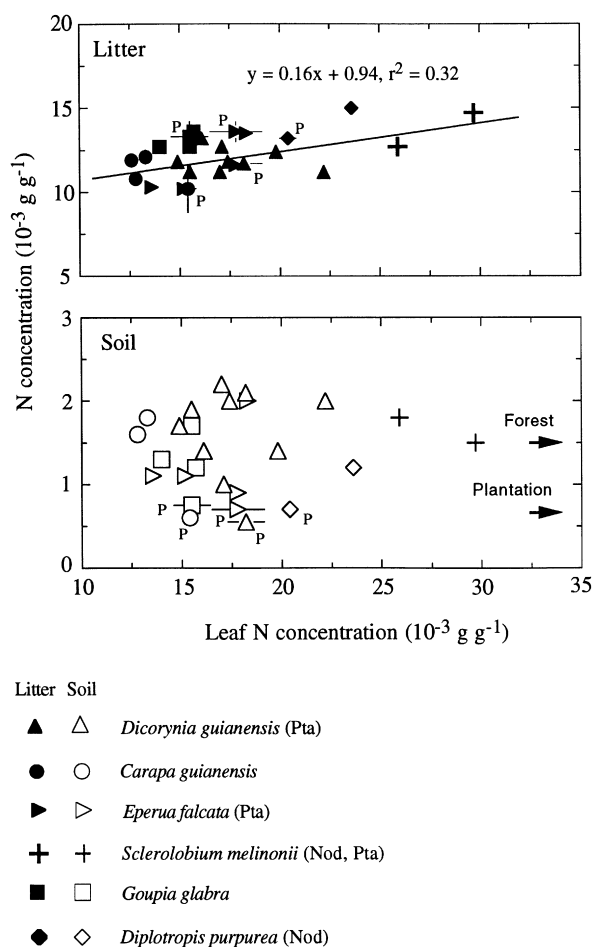 20
Litter
y = 0.16x + 0.94, r² = 0.32
15
P
P
P
P
P
10
5
N concentration (10⁻³ g g⁻¹)
3
Soil
2
Forest
1
Plantation
P
P
P
P
P
0
10 15 20 25 30 35
Leaf N concentration (10⁻³ g g⁻¹)
Litter Soil
Dicorynia guianensis (Pta)
Carapa guianensis
Eperua falcata (Pta)
Sclerolobium melinonii (Nod, Pta)
Goupia glabra
Diplotropis purpurea (Nod)